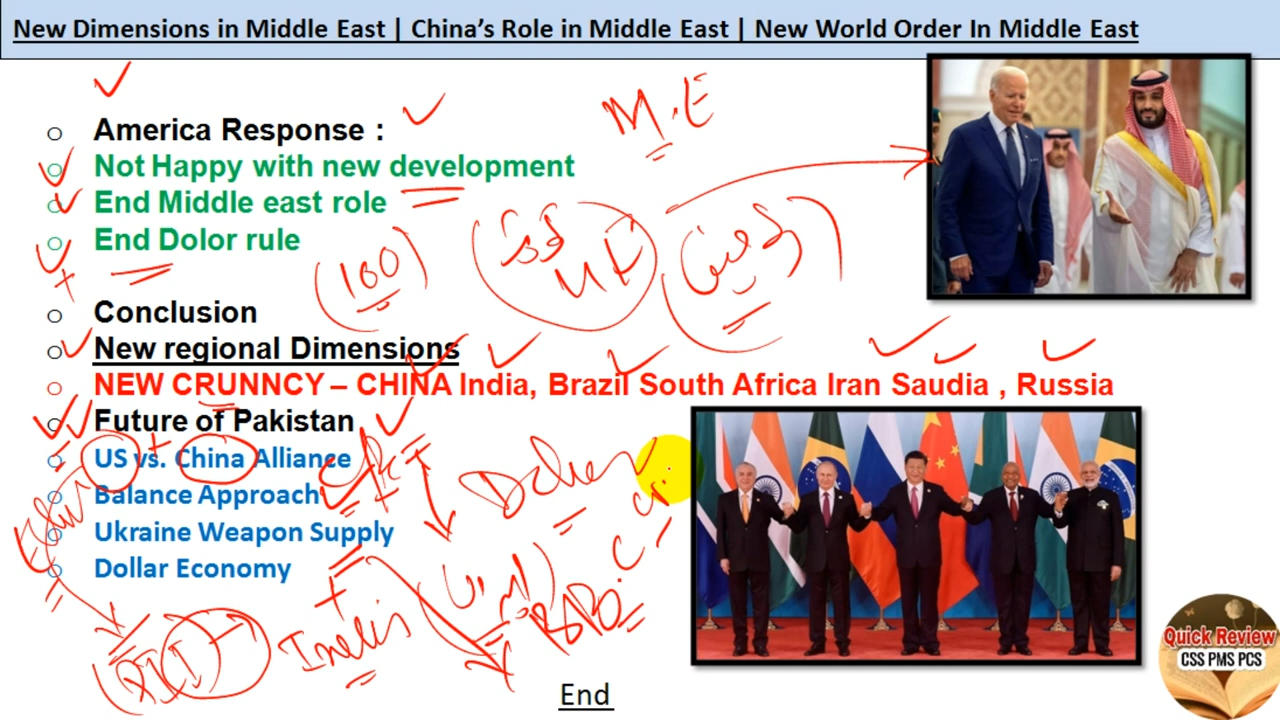 New Dimensions in Middle East | China's Role in Middle East | New World Order In Middle East
M.E
America Response :
Not Happy with new development
End Middle east role
End Dolor rule
(100)
UK
Conclusion
New regional Dimensions
NEW CRUNNCY – CHINA India, Brazil South Africa Iran Saudia , Russia
Future of Pakistan
US vs. China Alliance
Balance Approach
Ukraine Weapon Supply
Dollar Economy
End
Quick Review
CSS PMS PCS